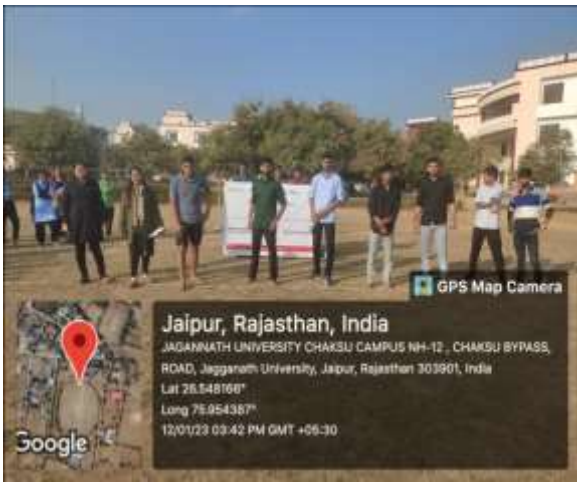 GPS Map Camera
Jaipur, Rajasthan, India
JAGANNATH UNIVERSITY CHAKSU CAMPUS NH-12 , CHAKSU BYPASS,
ROAD, Jagganath University, Jaipur, Rajasthan 303901, India
Lat 26.548166°
Long 75.954387°
12/01/23 03:42 PM GMT +05:30
Google